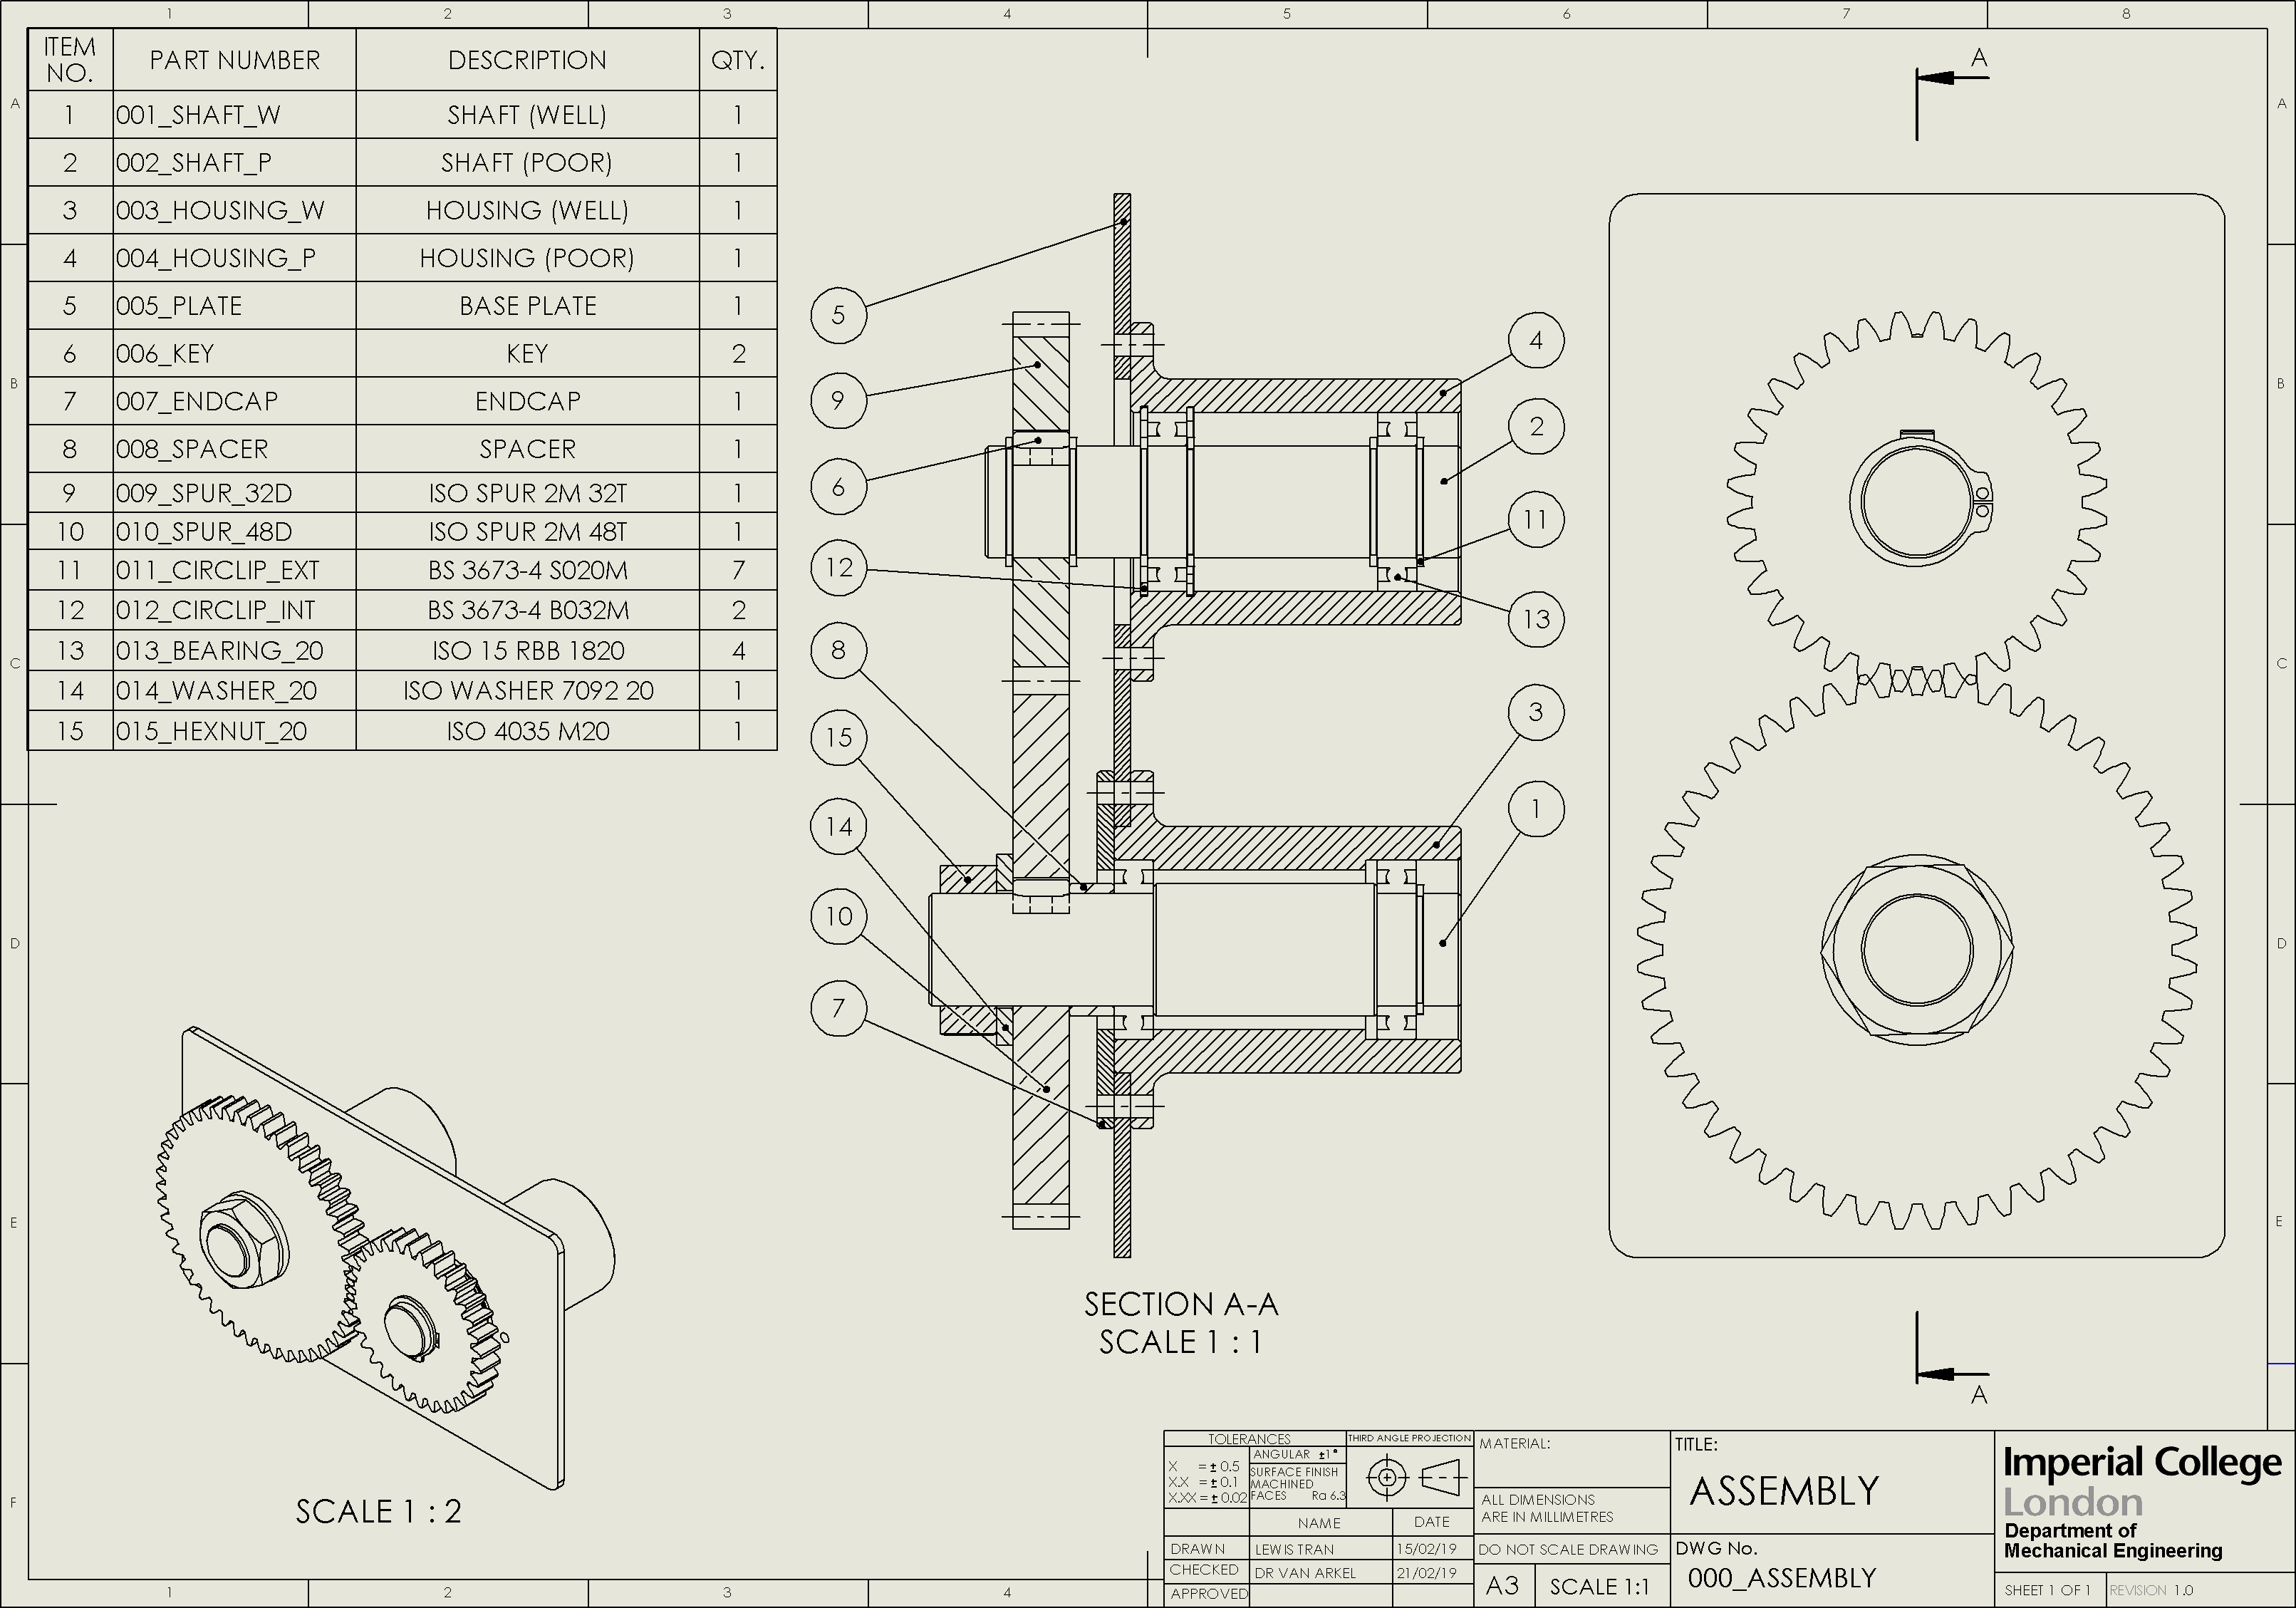 1 2 3 4 5 6 7 8
A B C D E F
A B C D E F
ITEM NO. PART NUMBER DESCRIPTION QTY.
1 001_SHAFT_W SHAFT (WELL) 1
2 002_SHAFT_P SHAFT (POOR) 1
3 003_HOUSING_W HOUSING (WELL) 1
4 004_HOUSING_P HOUSING (POOR) 1
5 005_PLATE BASE PLATE 1
6 006_KEY KEY 2
7 007_ENDCAP ENDCAP 1
8 008_SPACER SPACER 1
9 009_SPUR_32D ISO SPUR 2M 32T 1
10 010_SPUR_48D ISO SPUR 2M 48T 1
11 011_CIRCLIP_EXT BS 3673-4 S020M 7
12 012_CIRCLIP_INT BS 3673-4 B032M 2
13 013_BEARING_20 ISO 15 RBB 1820 4
14 014_WASHER_20 ISO WASHER 7092 20 1
15 015_HEXNUT_20 ISO 4035 M20 1
5
9
6
12
8
15
14
10
7
4
2
11
13
3
1
A
A
SECTION A-A
SCALE 1 : 1
SCALE 1 : 2
TOLERANCES
X = ± 0.5
X.X = ± 0.1
X.XX = ± 0.02
ANGULAR ±1°
SURFACE FINISH
MACHINED
FACES Ra 6.3
THIRD ANGLE PROJECTION
NAME DATE
DRAWN LEWIS TRAN 15/02/19
CHECKED DR VAN ARKEL 21/02/19
APPROVED
MATERIAL:
ALL DIMENSIONS
ARE IN MILLIMETRES
DO NOT SCALE DRAWING
A3 SCALE 1:1
TITLE:
ASSEMBLY
DWG No.
000_ASSEMBLY
Imperial College
London
Department of
Mechanical Engineering
SHEET 1 OF 1 REVISION 1.0
1 2 3 4